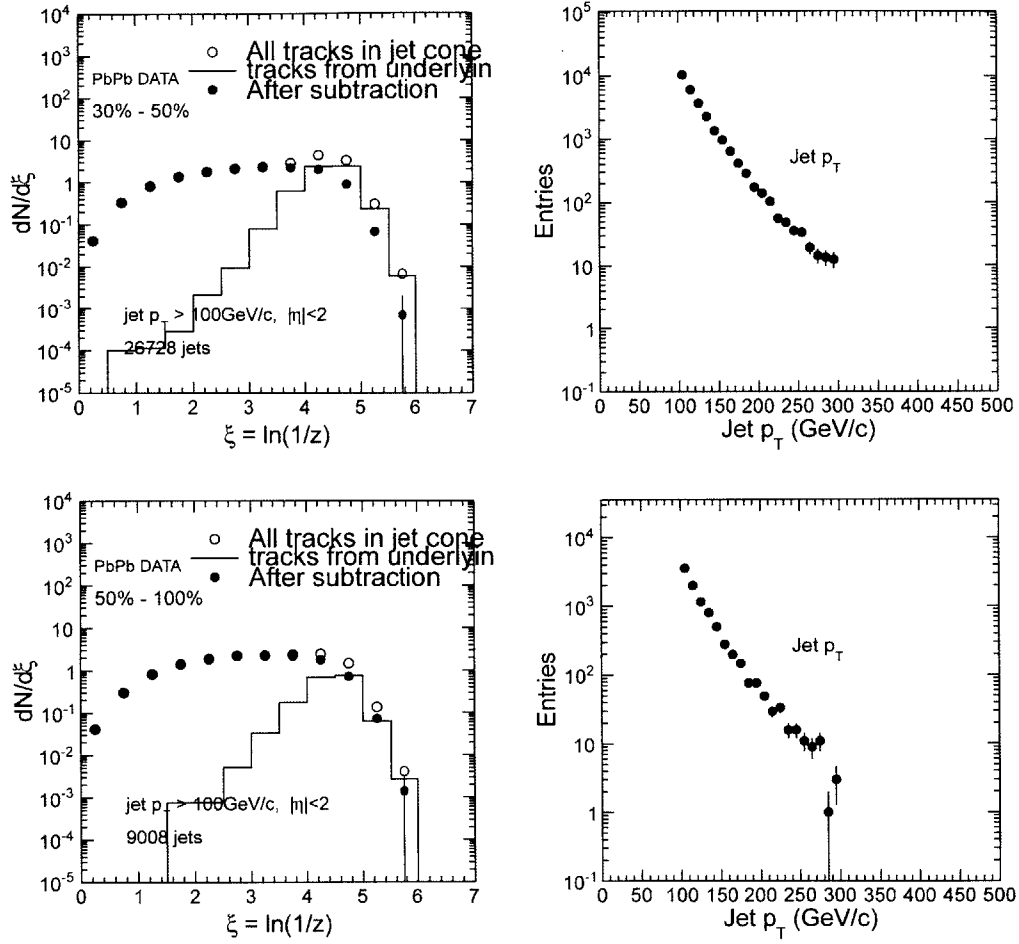 10^4
10^3
10^2
10
1
10^-1
10^-2
10^-3
10^-4
10^-5
dN/dξ
All tracks in jet cone
tracks from underlyin
After subtraction
PbPb DATA
30% - 50%
jet p_T > 100GeV/c, |η|<2
26728 jets
0 1 2 3 4 5 6 7
ξ = ln(1/z)
10^5
10^4
10^3
10^2
10
1
10^-1
Entries
Jet p_T
0 50 100 150 200 250 300 350 400 450 500
Jet p_T (GeV/c)
10^4
10^3
10^2
10
1
10^-1
10^-2
10^-3
10^-4
10^-5
dN/dξ
All tracks in jet cone
tracks from underlyin
After subtraction
PbPb DATA
50% - 100%
jet p_T > 100GeV/c, |η|<2
9008 jets
0 1 2 3 4 5 6 7
ξ = ln(1/z)
10^4
10^3
10^2
10
1
10^-1
Entries
Jet p_T
0 50 100 150 200 250 300 350 400 450 500
Jet p_T (GeV/c)